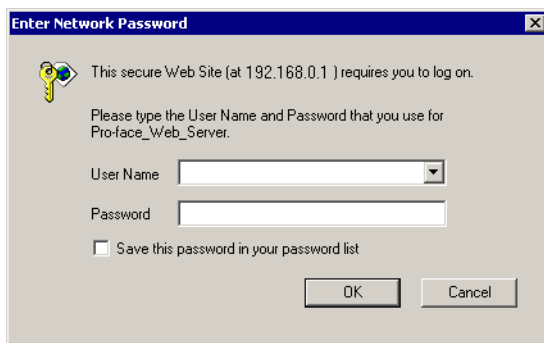 Enter Network Password
This secure Web Site (at 192.168.0.1 ) requires you to log on.
Please type the User Name and Password that you use for
Pro-face_Web_Server.
User Name
Password
Save this password in your password list
OK
Cancel